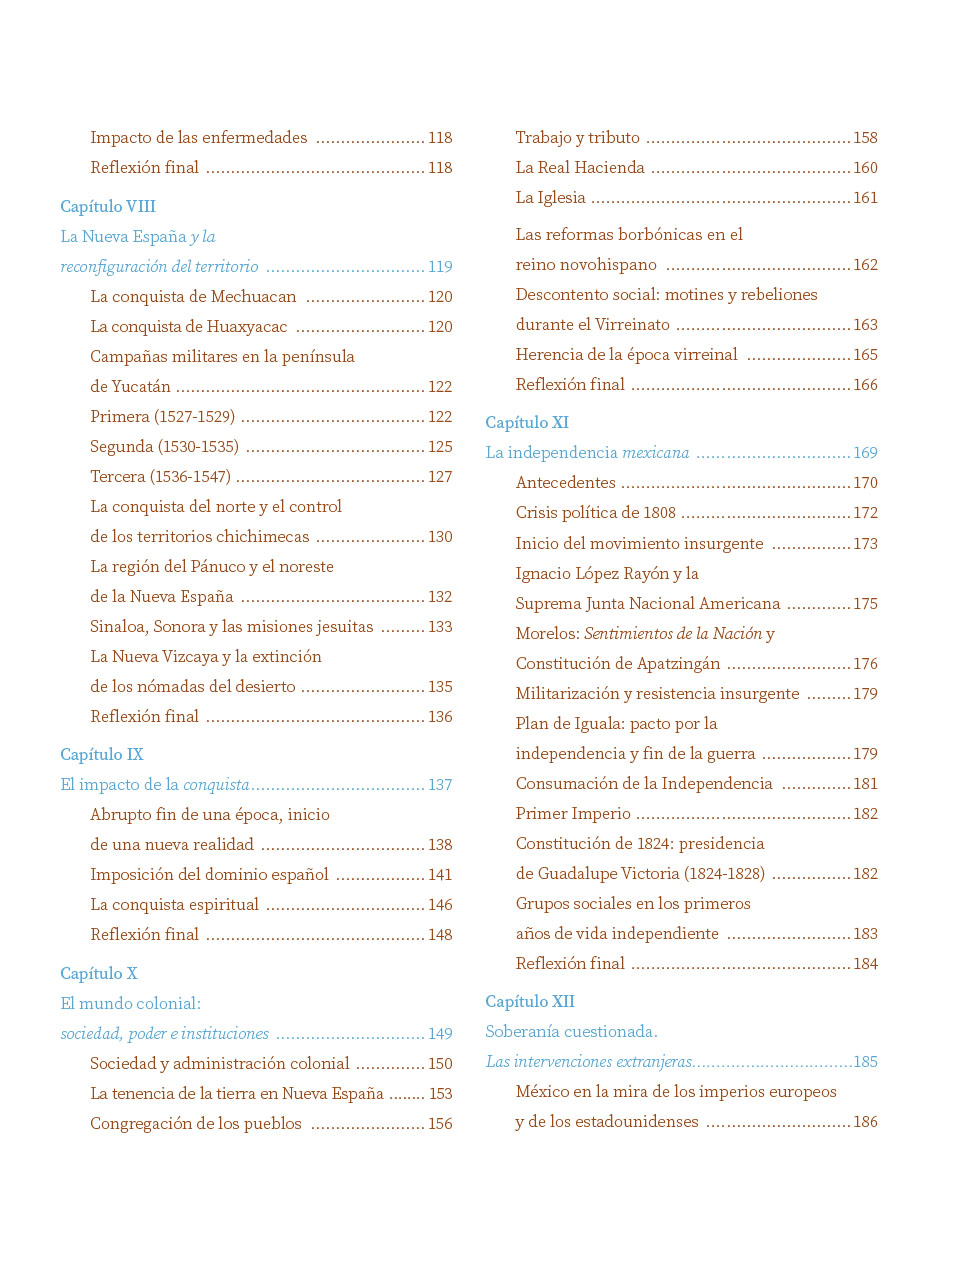 Impacto de las enfermedades ...................... 118
Reflexión final ............................................ 118
Capítulo VIII
La Nueva España y la
reconfiguración del territorio ................................ 119
La conquista de Mechuacan ........................ 120
La conquista de Huaxyacac .......................... 120
Campañas militares en la península
de Yucatán .................................................. 122
Primera (1527-1529) ..................................... 122
Segunda (1530-1535) .................................... 125
Tercera (1536-1547) ...................................... 127
La conquista del norte y el control
de los territorios chichimecas ...................... 130
La región del Pánuco y el noreste
de la Nueva España ..................................... 132
Sinaloa, Sonora y las misiones jesuitas ......... 133
La Nueva Vizcaya y la extinción
de los nómadas del desierto ......................... 135
Reflexión final ............................................ 136
Capítulo IX
El impacto de la conquista................................... 137
Abrupto fin de una época, inicio
de una nueva realidad ................................. 138
Imposición del dominio español .................. 141
La conquista espiritual ................................ 146
Reflexión final ............................................ 148
Capítulo X
El mundo colonial:
sociedad, poder e instituciones .............................. 149
Sociedad y administración colonial .............. 150
La tenencia de la tierra en Nueva España ........ 153
Congregación de los pueblos ....................... 156
Trabajo y tributo ......................................... 158
La Real Hacienda ........................................ 160
La Iglesia .................................................... 161
Las reformas borbónicas en el
reino novohispano ..................................... 162
Descontento social: motines y rebeliones
durante el Virreinato ................................... 163
Herencia de la época virreinal ..................... 165
Reflexión final ............................................ 166
Capítulo XI
La independencia mexicana ............................... 169
Antecedentes .............................................. 170
Crisis política de 1808 .................................. 172
Inicio del movimiento insurgente ................ 173
Ignacio López Rayón y la
Suprema Junta Nacional Americana ............. 175
Morelos: Sentimientos de la Nación y
Constitución de Apatzingán ......................... 176
Militarización y resistencia insurgente ......... 179
Plan de Iguala: pacto por la
independencia y fin de la guerra .................. 179
Consumación de la Independencia .............. 181
Primer Imperio ........................................... 182
Constitución de 1824: presidencia
de Guadalupe Victoria (1824-1828) ................ 182
Grupos sociales en los primeros
años de vida independiente ......................... 183
Reflexión final ............................................ 184
Capítulo XII
Soberanía cuestionada.
Las intervenciones extranjeras................................185
México en la mira de los imperios europeos
y de los estadounidenses ............................. 186